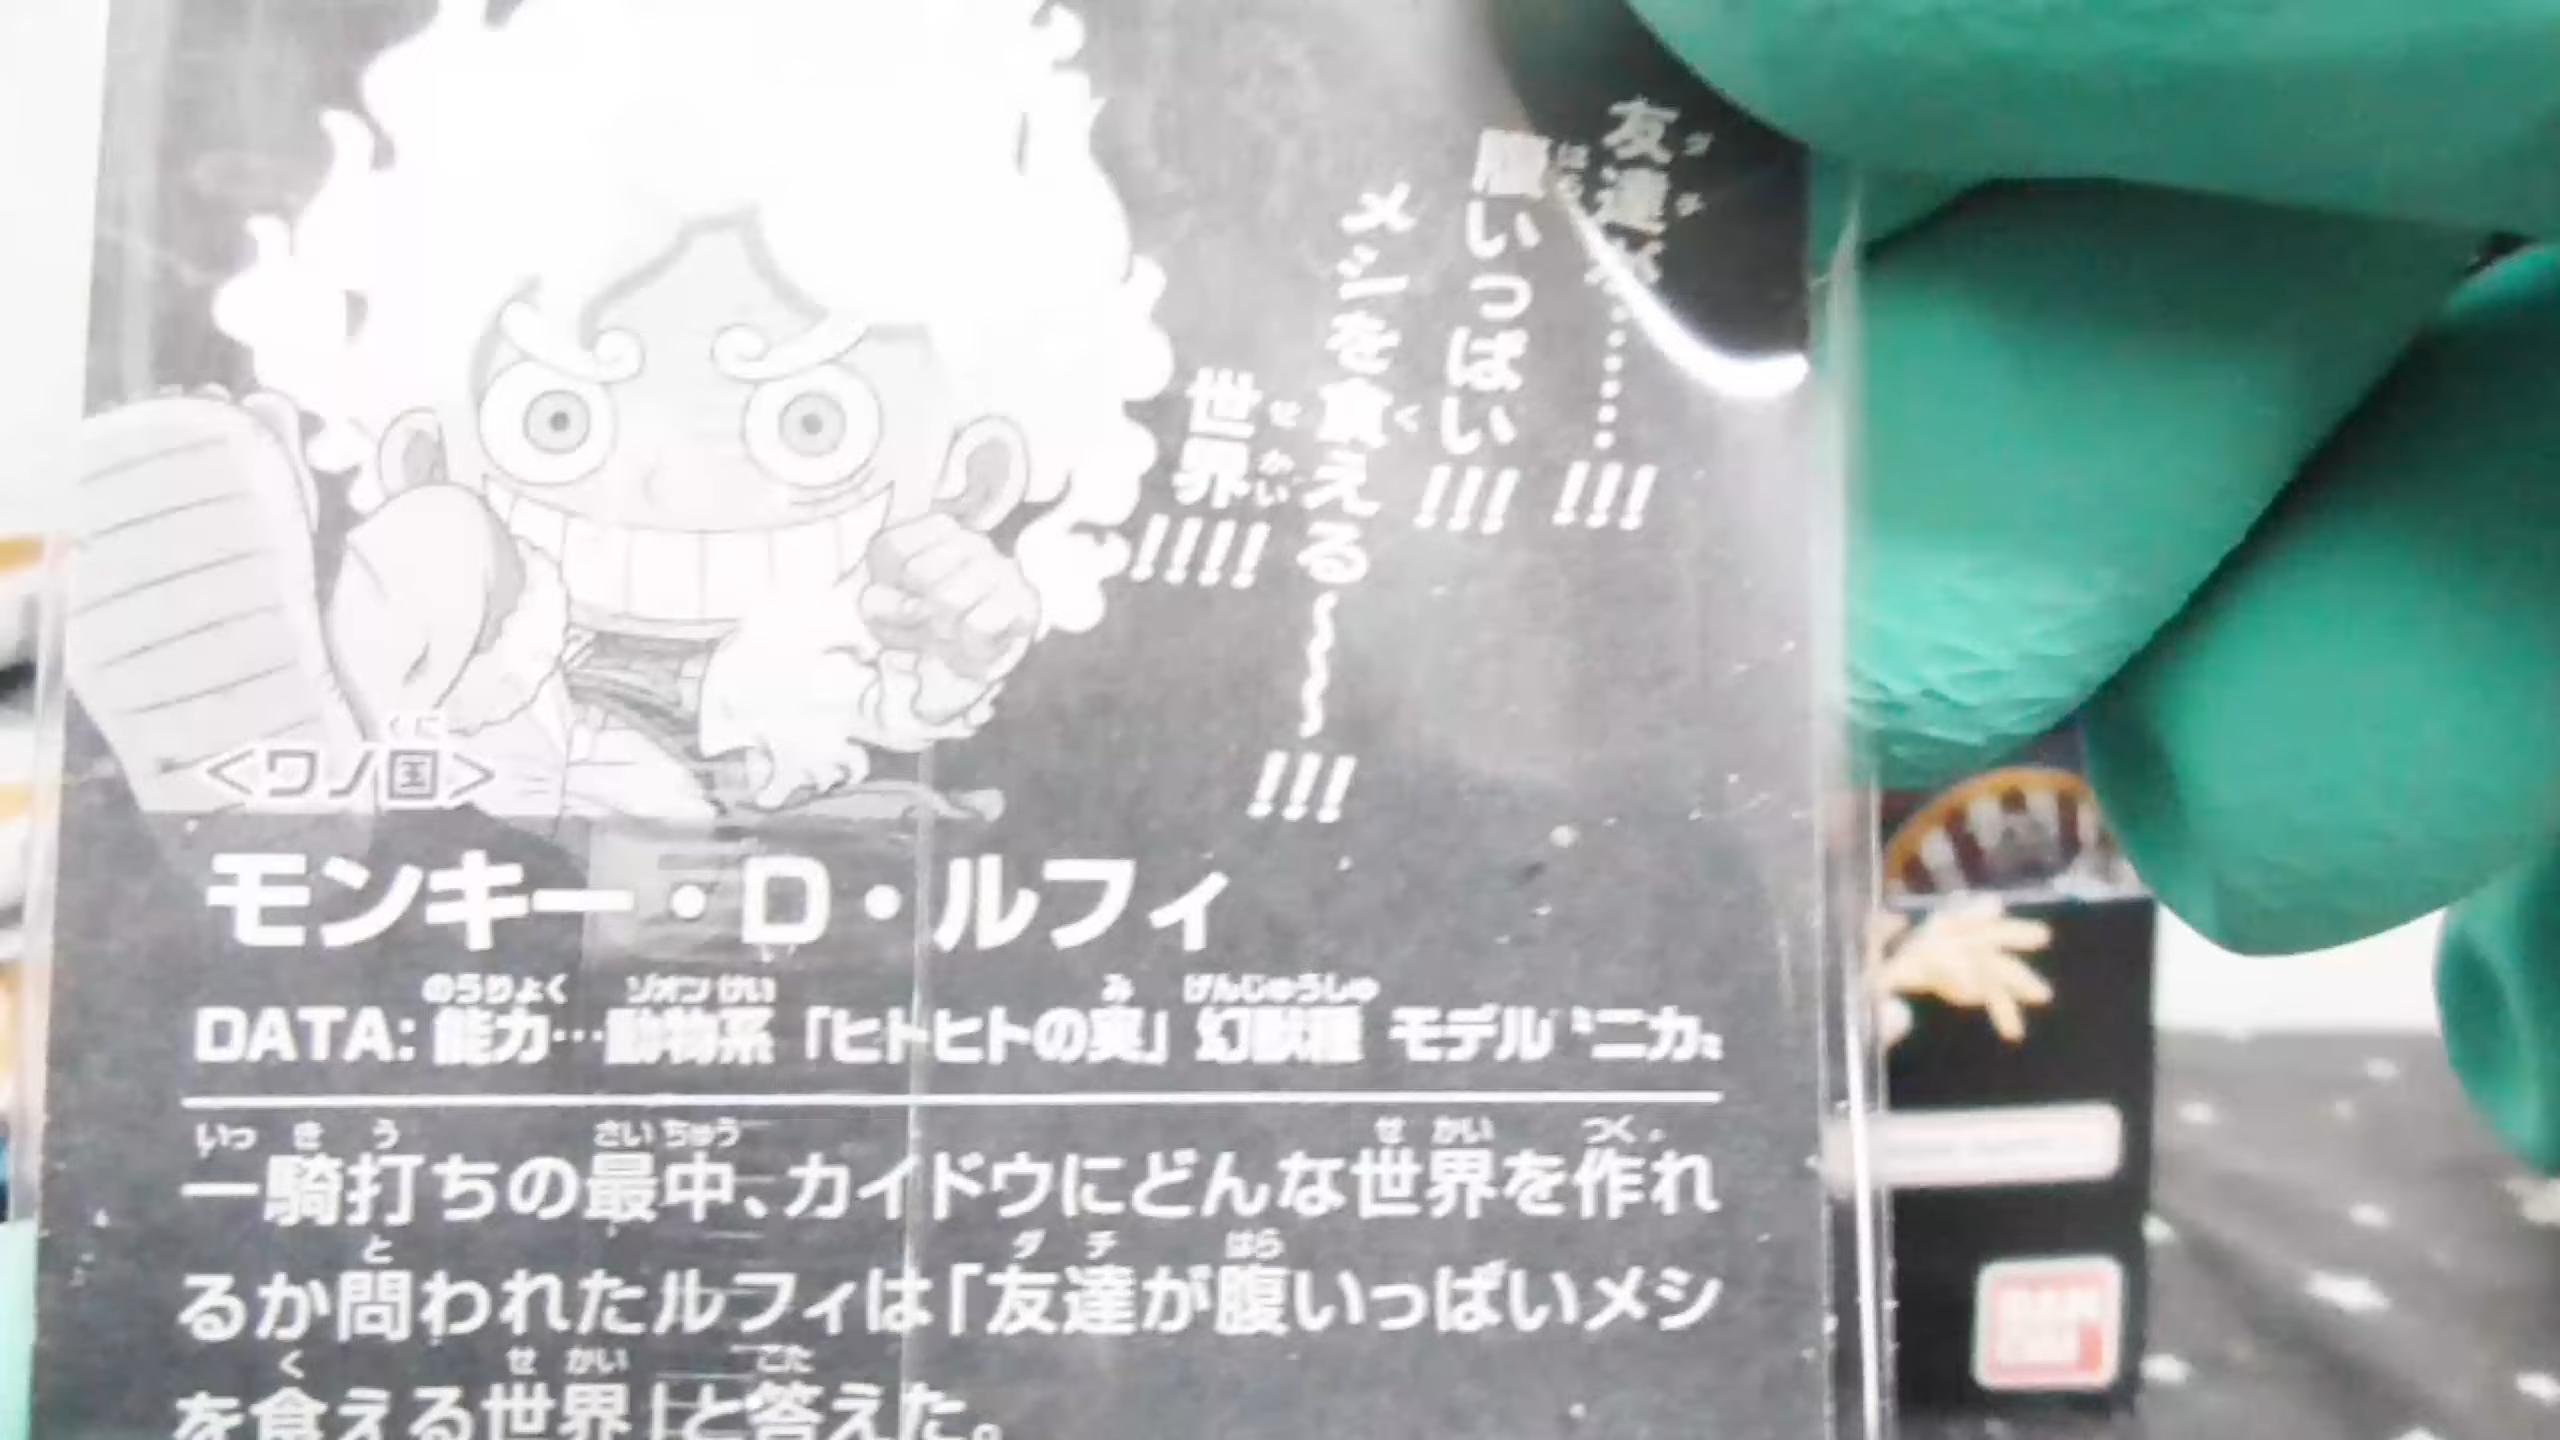 友達が‥‥‥!!!
腹いっぱい!!!
メシを食える〜〜〜!!!
世界!!!!
<ワノ国>
モンキー・D・ルフィ
DATA: 能力…動物系 「ヒトヒトの実」 幻獣種 モデル “ニカ”
一騎打ちの最中、カイドウにどんな世界を作れ
るか問われたルフィは「友達が腹いっぱいメシ
を食える世界」と答えた。